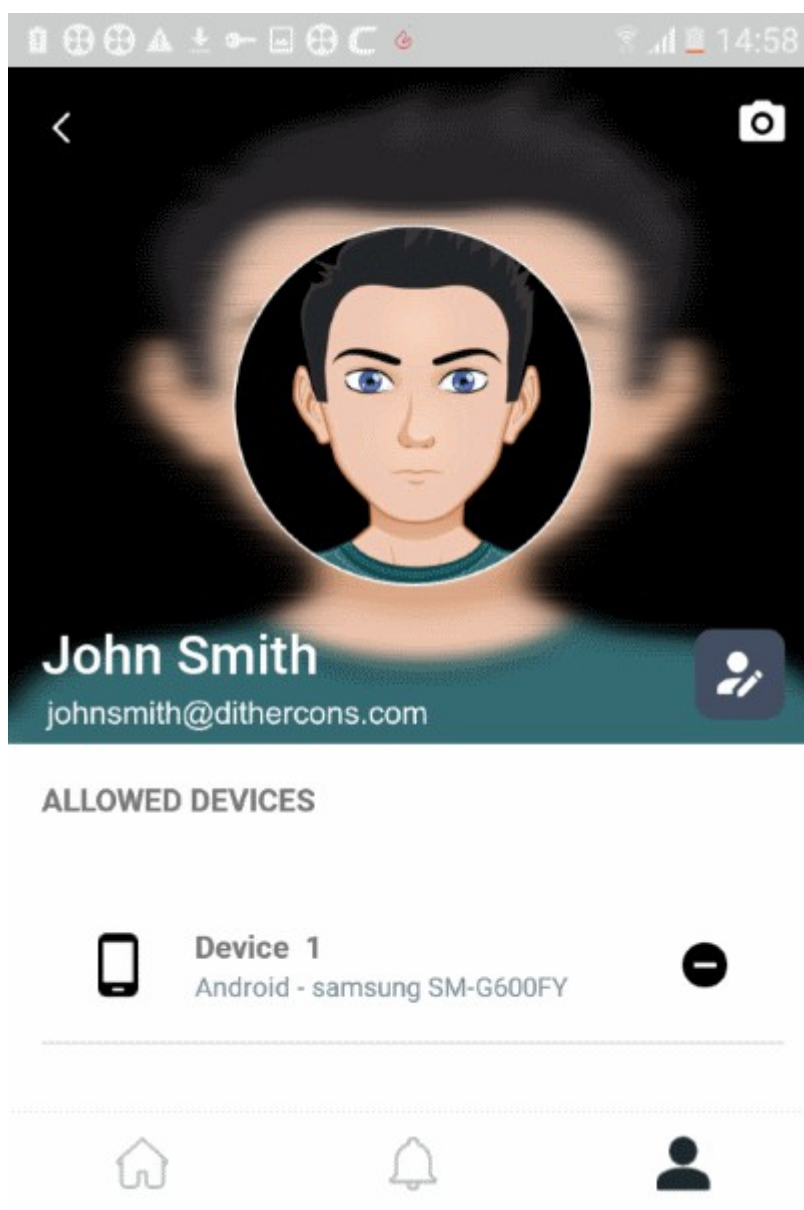 14:58
John Smith
johnsmith@dithercons.com
ALLOWED DEVICES
Device 1
Android - samsung SM-G600FY